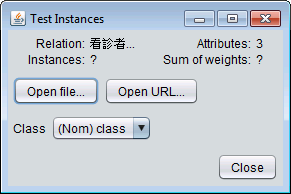 Test Instances
Relation: 看診者... Attributes: 3
Instances: ? Sum of weights: ?
Open file... Open URL...
Class (Nom) class
Close